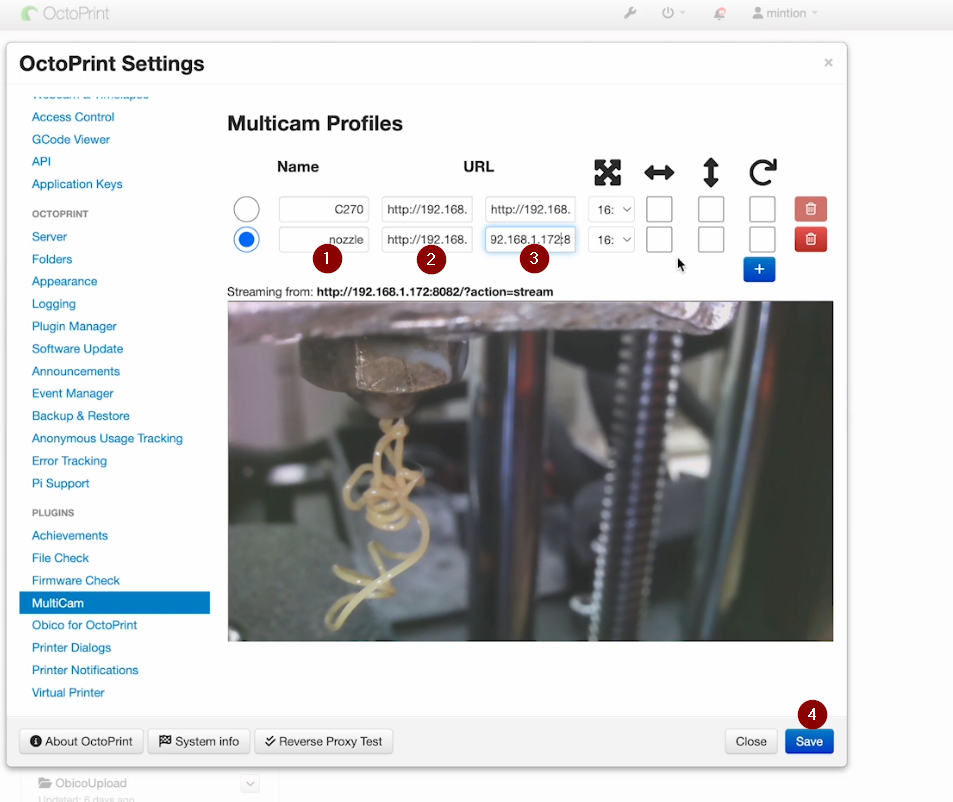 OctoPrint
mintion
OctoPrint Settings
×
Webcam & Timelapse
Access Control
GCode Viewer
API
Application Keys
OCTOPRINT
Server
Folders
Appearance
Logging
Plugin Manager
Software Update
Announcements
Event Manager
Backup & Restore
Anonymous Usage Tracking
Error Tracking
Pi Support
PLUGINS
Achievements
File Check
Firmware Check
MultiCam
Obico for OctoPrint
Printer Dialogs
Printer Notifications
Virtual Printer
Multicam Profiles
Name URL
C270 http://192.168. http://192.168. 16:
nozzle http://192.168. 92.168.1.172:8 16:
1 2 3
+
Streaming from: http://192.168.1.172:8082/?action=stream
4
About OctoPrint System info Reverse Proxy Test Close Save
ObicoUpload
Updated: 6 days ago